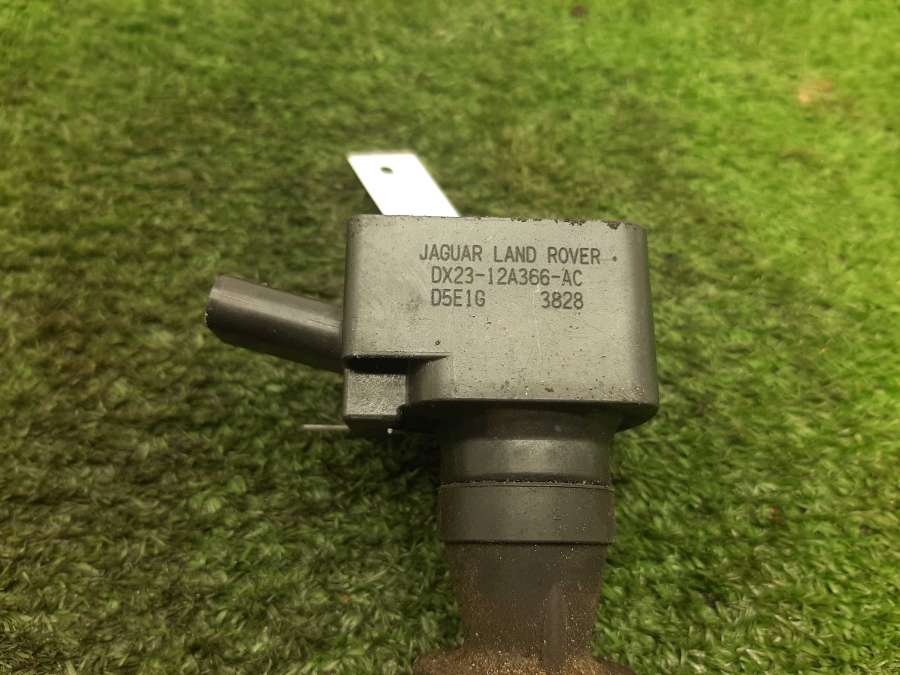 JAGUAR LAND ROVER
DX23-12A366-AC
D5E1G 3828